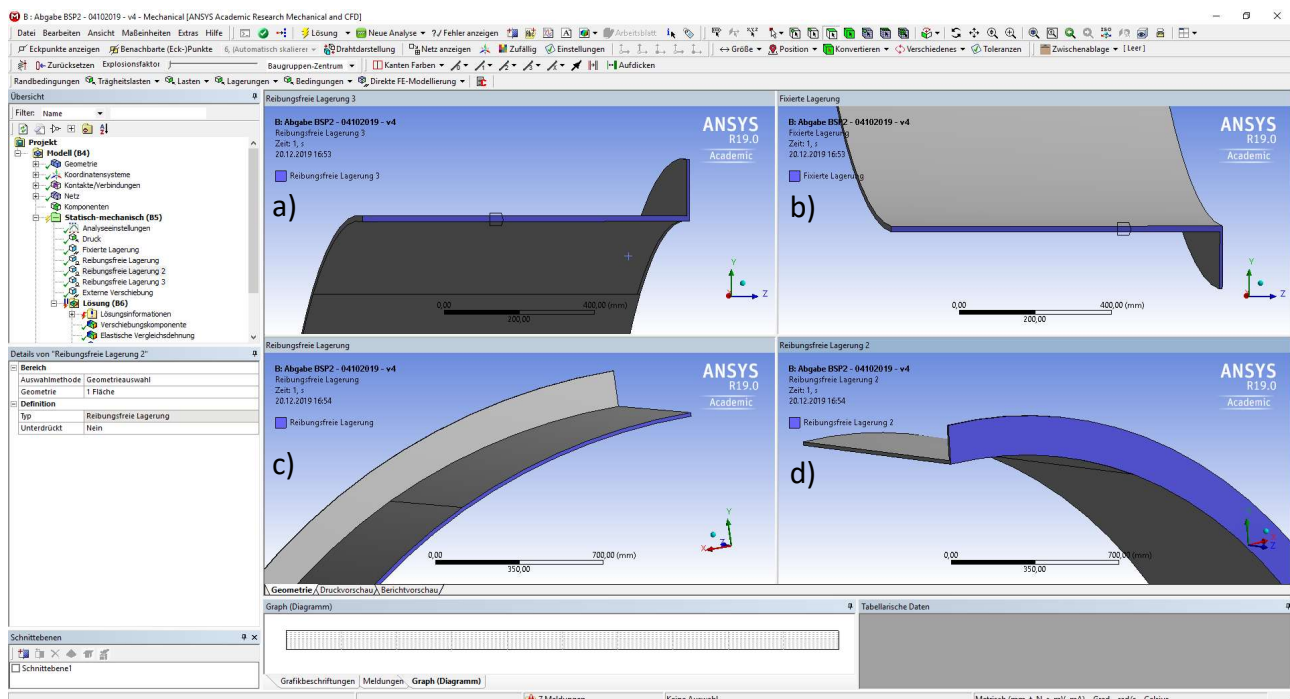 B : Abgabe BSP2 - 04102019 - v4 - Mechanical [ANSYS Academic Research Mechanical and CFD]
Datei Bearbeiten Ansicht Maßeinheiten Extras Hilfe Lösung Neue Analyse ?/ Fehler anzeigen Arbeitsblatt
Eckpunkte anzeigen Benachbarte (Eck-)Punkte 6, (Automatisch skalierer Drahtdarstellung Netz anzeigen Zufällig Einstellungen Größe Position Konvertieren Verschiedenes Toleranzen Zwischenablage [Leer]
Zurücksetzen Explosionsfaktor Baugruppen-Zentrum Kanten Farben Aufdicken
Randbedingungen Trägheitslasten Lasten Lagerungen Bedingungen Direkte FE-Modellierung
Übersicht
Filter: Name
Projekt
Modell (B4)
Geometrie
Koordinatensysteme
Kontakte/Verbindungen
Netz
Komponenten
Statisch-mechanisch (B5)
Analyseeinstellungen
Druck
Fixierte Lagerung
Reibungsfreie Lagerung
Reibungsfreie Lagerung 2
Reibungsfreie Lagerung 3
Externe Verschiebung
Lösung (B6)
Lösungsinformationen
Verschiebungskomponente
Elastische Vergleichsdehnung
Details von "Reibungsfreie Lagerung 2"
Bereich
Auswahlmethode Geometrieauswahl
Geometrie 1 Fläche
Definition
Typ Reibungsfreie Lagerung
Unterdrückt Nein
Schnittebenen
Schnittebene1
Reibungsfreie Lagerung 3
B: Abgabe BSP2 - 04102019 - v4
Reibungsfreie Lagerung 3
Zeit: 1, s
20.12.2019 16:53
Reibungsfreie Lagerung 3
ANSYS
R19.0
Academic
a)
Y
Z
0,00 400,00 (mm)
200,00
Fixierte Lagerung
B: Abgabe BSP2 - 04102019 - v4
Fixierte Lagerung
Zeit: 1, s
20.12.2019 16:53
Fixierte Lagerung
ANSYS
R19.0
Academic
b)
Y
Z
0,00 400,00 (mm)
200,00
Reibungsfreie Lagerung
B: Abgabe BSP2 - 04102019 - v4
Reibungsfreie Lagerung
Zeit: 1, s
20.12.2019 16:54
Reibungsfreie Lagerung
ANSYS
R19.0
Academic
c)
Y
X
Z
0,00 700,00 (mm)
350,00
Reibungsfreie Lagerung 2
B: Abgabe BSP2 - 04102019 - v4
Reibungsfreie Lagerung 2
Zeit: 1, s
20.12.2019 16:54
Reibungsfreie Lagerung 2
ANSYS
R19.0
Academic
d)
Y
Z
0,00 700,00 (mm)
350,00
Geometrie Druckvorschau Berichtvorschau
Graph (Diagramm)
Tabellarische Daten
Grafikbeschriftungen Meldungen Graph (Diagramm)